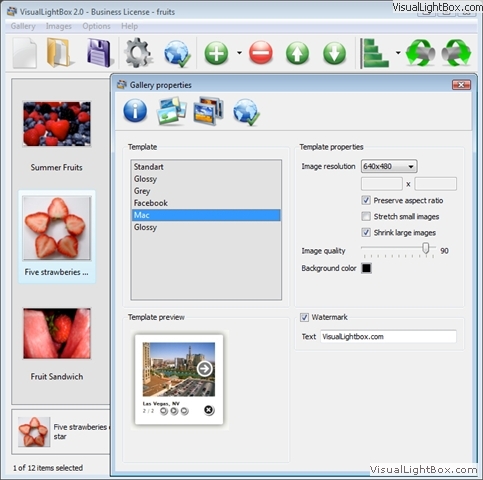 VisualLightBox.com
VisualLightBox 2.0 - Business License - fruits
Gallery Images Options Help
Gallery properties
Summer Fruits
Five strawberies ...
Fruit Sandwich
Five strawberies
star
1 of 12 items selected
Template
Standart
Glossy
Grey
Facebook
Mac
Glossy
Template properties
Image resolution 640x480
x
Preserve aspect ratio
Stretch small images
Shrink large images
Image quality 90
Background color
Template preview
Las Vegas, NV
2 / 2
Watermark
Text VisualLightbox.com
VisualLightBox.com